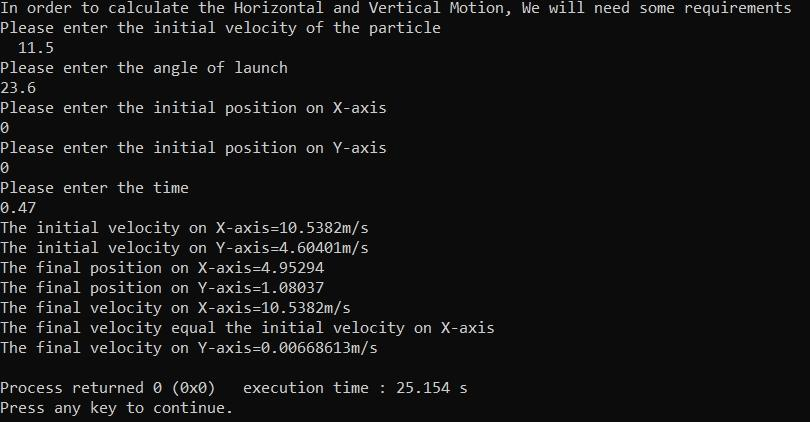 In order to calculate the Horizontal and Vertical Motion, We will need some requirements
Please enter the initial velocity of the particle
  11.5
Please enter the angle of launch
23.6
Please enter the initial position on X-axis
0
Please enter the initial position on Y-axis
0
Please enter the time
0.47
The initial velocity on X-axis=10.5382m/s
The initial velocity on Y-axis=4.60401m/s
The final position on X-axis=4.95294
The final position on Y-axis=1.08037
The final velocity on X-axis=10.5382m/s
The final velocity equal the initial velocity on X-axis
The final velocity on Y-axis=0.00668613m/s

Process returned 0 (0x0)   execution time : 25.154 s
Press any key to continue.